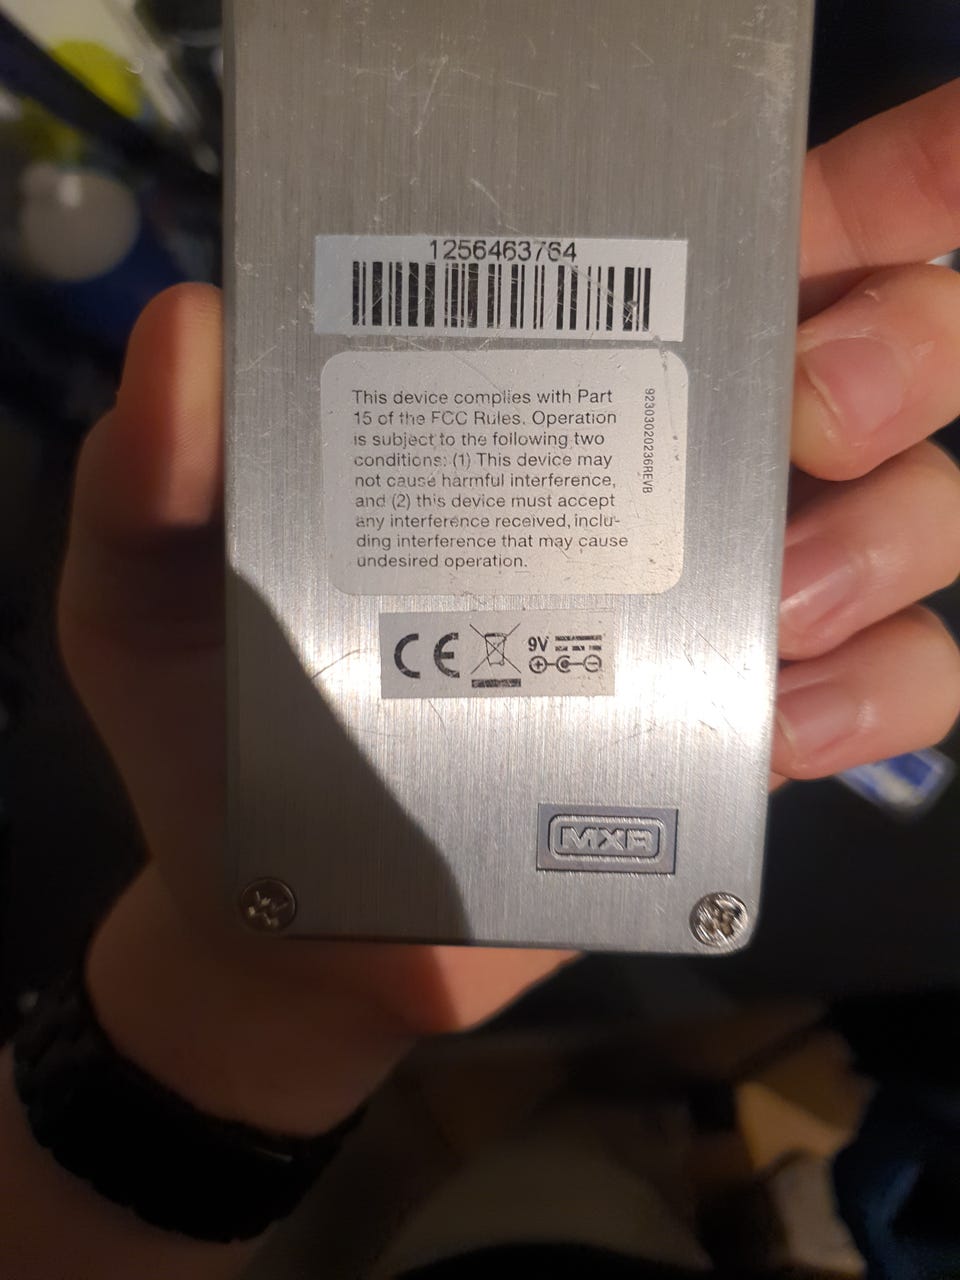 1256463764
This device complies with Part
15 of the FCC Rules. Operation
is subject to the following two
conditions: (1) This device may
not cause harmful interference,
and (2) this device must accept
any interference received, inclu-
ding interference that may cause
undesired operation.
92303020236REVB
CE
9V
MXR